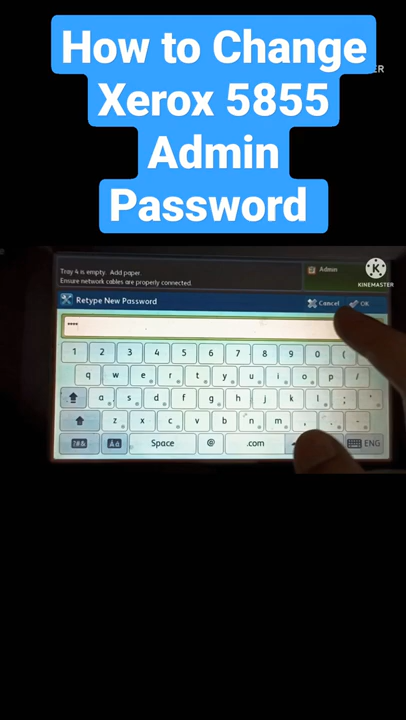 How to Change
Xerox 5855
Admin
Password
ER
Tray 4 is empty. Add paper.
Ensure network cables are properly connected.
Admin
K
KINEMASTER
Retype New Password
Cancel
OK
****
1 2 3 4 5 6 7 8 9 0 (
q w e r t y u i o p /
a s d f g h j k l ; '
z x c v b n m , . -
?#& Space @ .com ENG